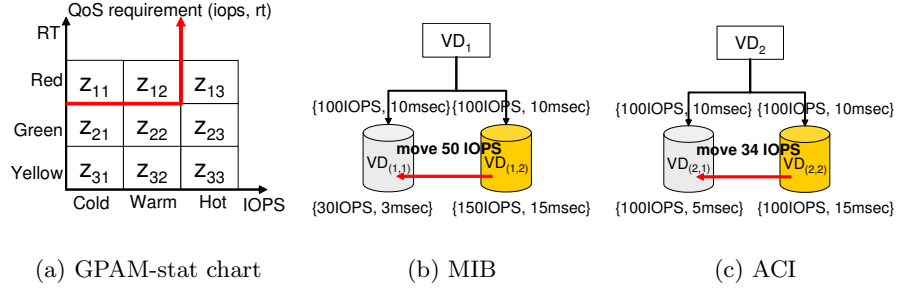 QoS requirement (iops, rt)
RT
Red
Z11
Z12
Z13
Green
Z21
Z22
Z23
Yellow
Z31
Z32
Z33
Cold
Warm
Hot
IOPS
(a) GPAM-stat chart
VD1
{100IOPS, 10msec}
{100IOPS, 10msec}
move 50 IOPS
VD(1,1)
VD(1,2)
{30IOPS, 3msec}
{150IOPS, 15msec}
(b) MIB
VD2
{100IOPS, 10msec}
{100IOPS, 10msec}
move 34 IOPS
VD(2,1)
VD(2,2)
{100IOPS, 5msec}
{100IOPS, 15msec}
(c) ACI